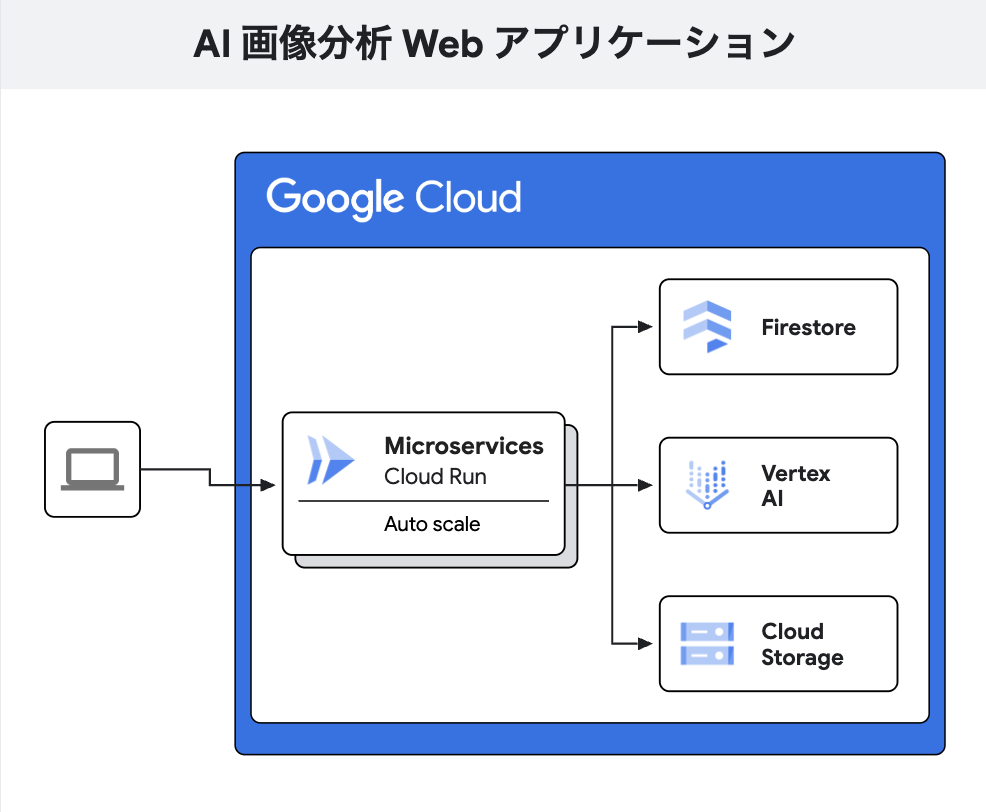 AI 画像分析 Web アプリケーション
Google Cloud
Firestore
Microservices
Cloud Run
Auto scale
Vertex
AI
Cloud
Storage